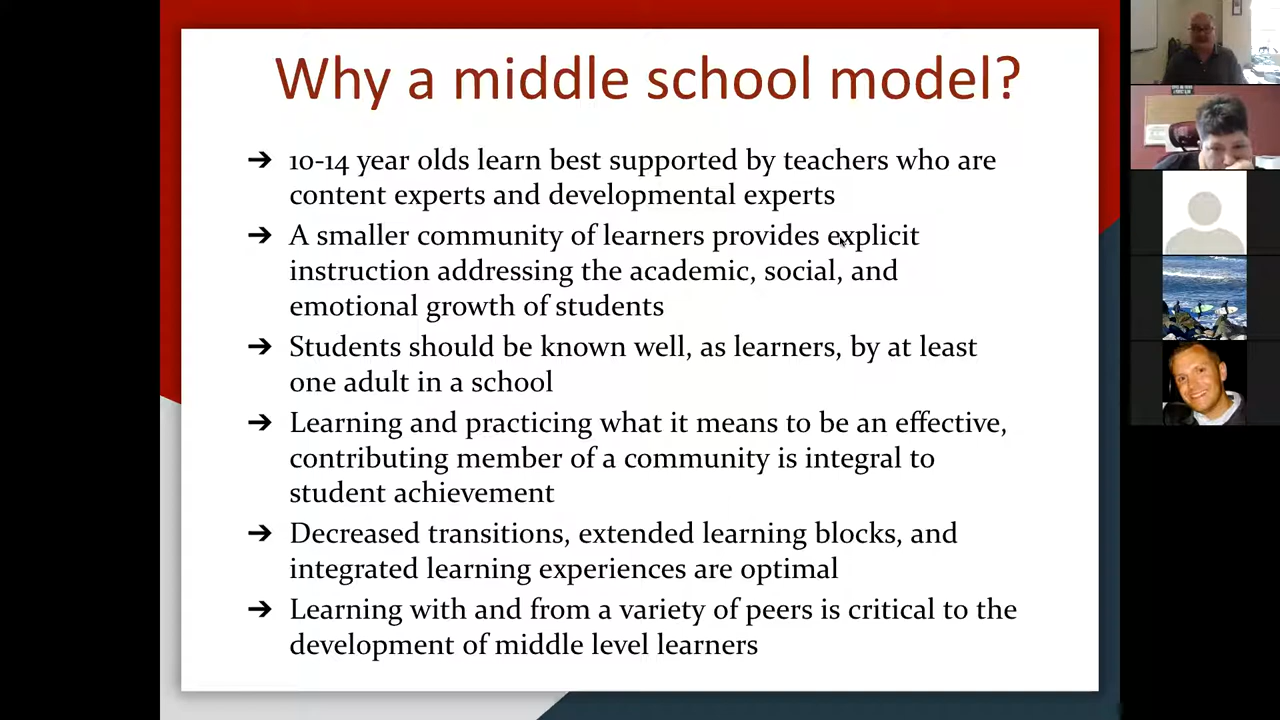 Why a middle school model?
➔ 10-14 year olds learn best supported by teachers who are
content experts and developmental experts
➔ A smaller community of learners provides explicit
instruction addressing the academic, social, and
emotional growth of students
➔ Students should be known well, as learners, by at least
one adult in a school
➔ Learning and practicing what it means to be an effective,
contributing member of a community is integral to
student achievement
➔ Decreased transitions, extended learning blocks, and
integrated learning experiences are optimal
➔ Learning with and from a variety of peers is critical to the
development of middle level learners